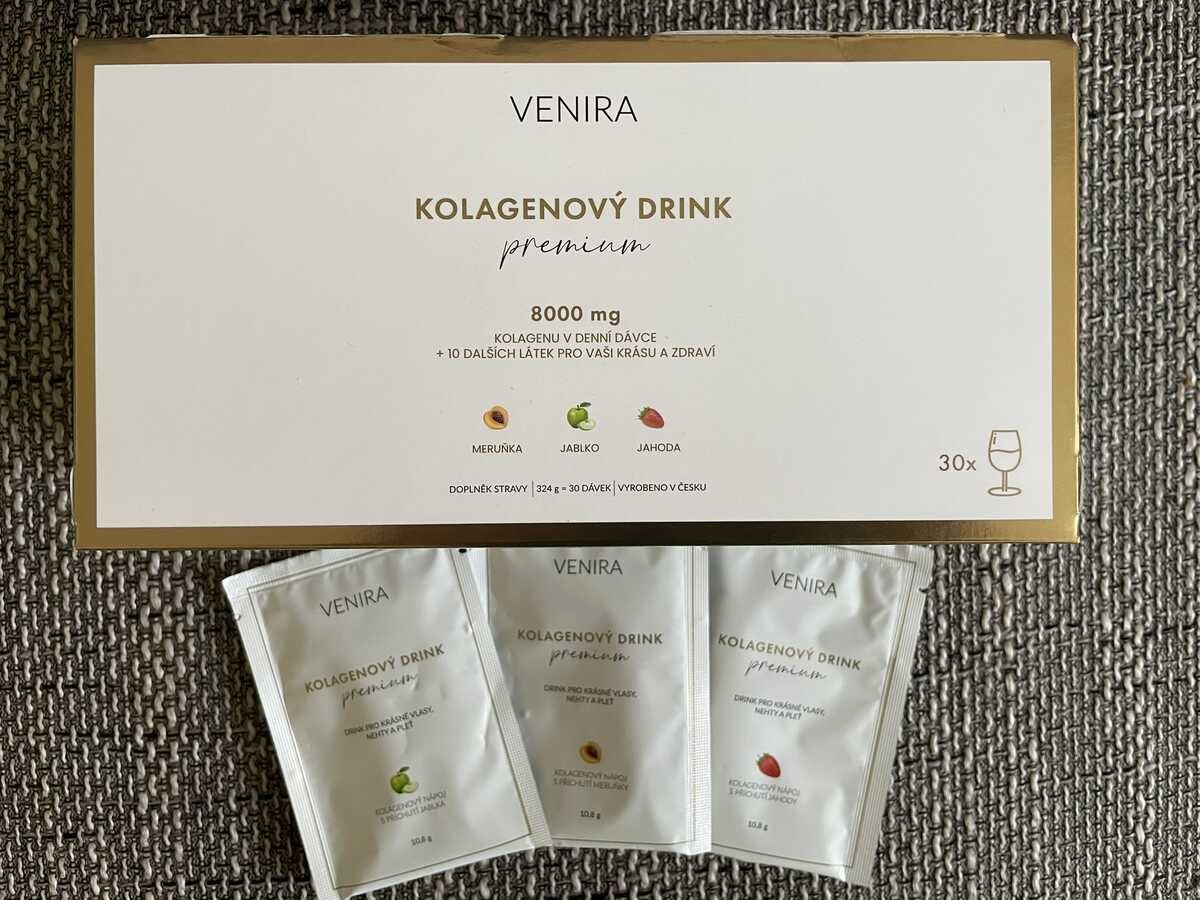 VENIRA
KOLAGENOVÝ DRINK
premium
8000 mg
KOLAGENU V DENNÍ DÁVCE
+ 10 DALŠÍCH LÁTEK PRO VAŠI KRÁSU A ZDRAVÍ
MERUŇKA JABLKO JAHODA
30x
DOPLNĚK STRAVY | 324 g = 30 DÁVEK | VYROBENO V ČESKU
VENIRA
KOLAGENOVÝ DRINK
premium
DRINK PRO KRÁSNÉ VLASY,
NEHTY A PLEŤ
KOLAGENOVÝ NÁPOJ
S PŘÍCHUTÍ JABLKA
10,8 g
VENIRA
KOLAGENOVÝ DRINK
premium
DRINK PRO KRÁSNÉ VLASY,
NEHTY A PLEŤ
KOLAGENOVÝ NÁPOJ
S PŘÍCHUTÍ MERUŇKY
10,8 g
VENIRA
KOLAGENOVÝ DRINK
premium
DRINK PRO KRÁSNÉ VLASY,
NEHTY A PLEŤ
KOLAGENOVÝ NÁPOJ
S PŘÍCHUTÍ JAHODY
10,8 g